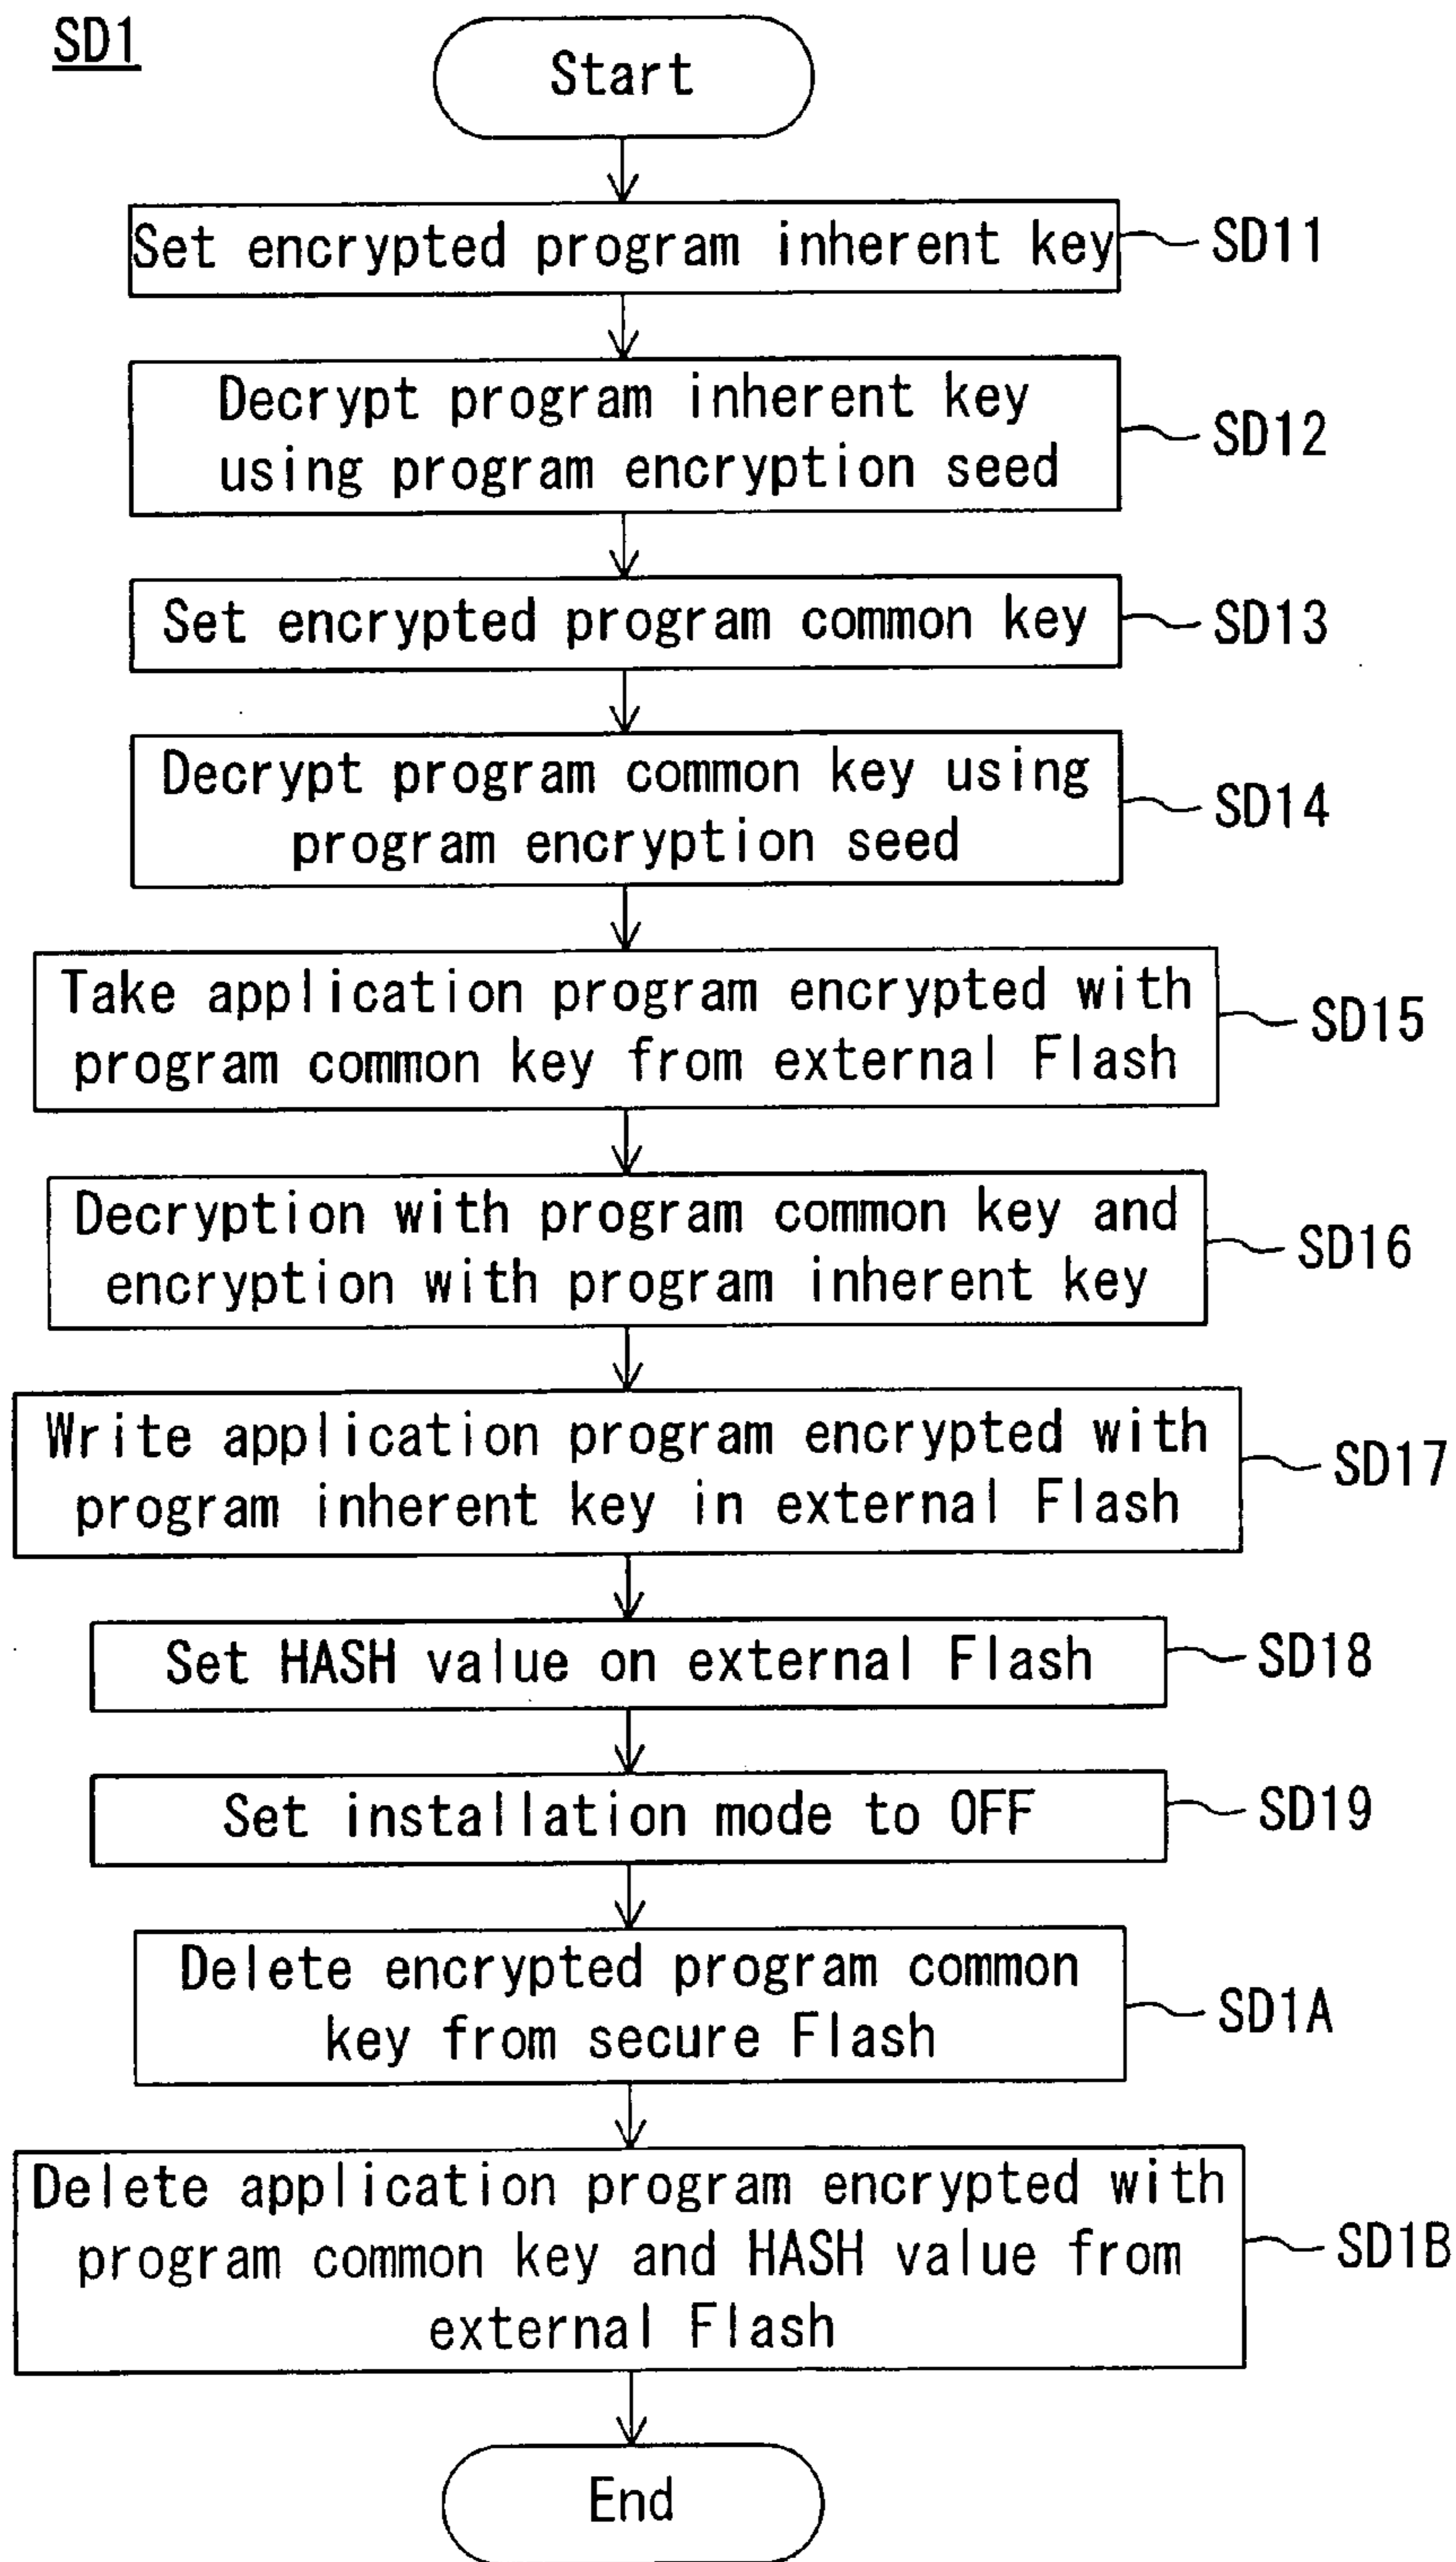 SD1
Start
Set encrypted program inherent key
SD11
Decrypt program inherent key
using program encryption seed
SD12
Set encrypted program common key
SD13
Decrypt program common key using
program encryption seed
SD14
Take application program encrypted with
program common key from external Flash
SD15
Decryption with program common key and
encryption with program inherent key
SD16
Write application program encrypted with
program inherent key in external Flash
SD17
Set HASH value on external Flash
SD18
Set installation mode to OFF
SD19
Delete encrypted program common
key from secure Flash
SD1A
Delete application program encrypted with
program common key and HASH value from
external Flash
SD1B
End